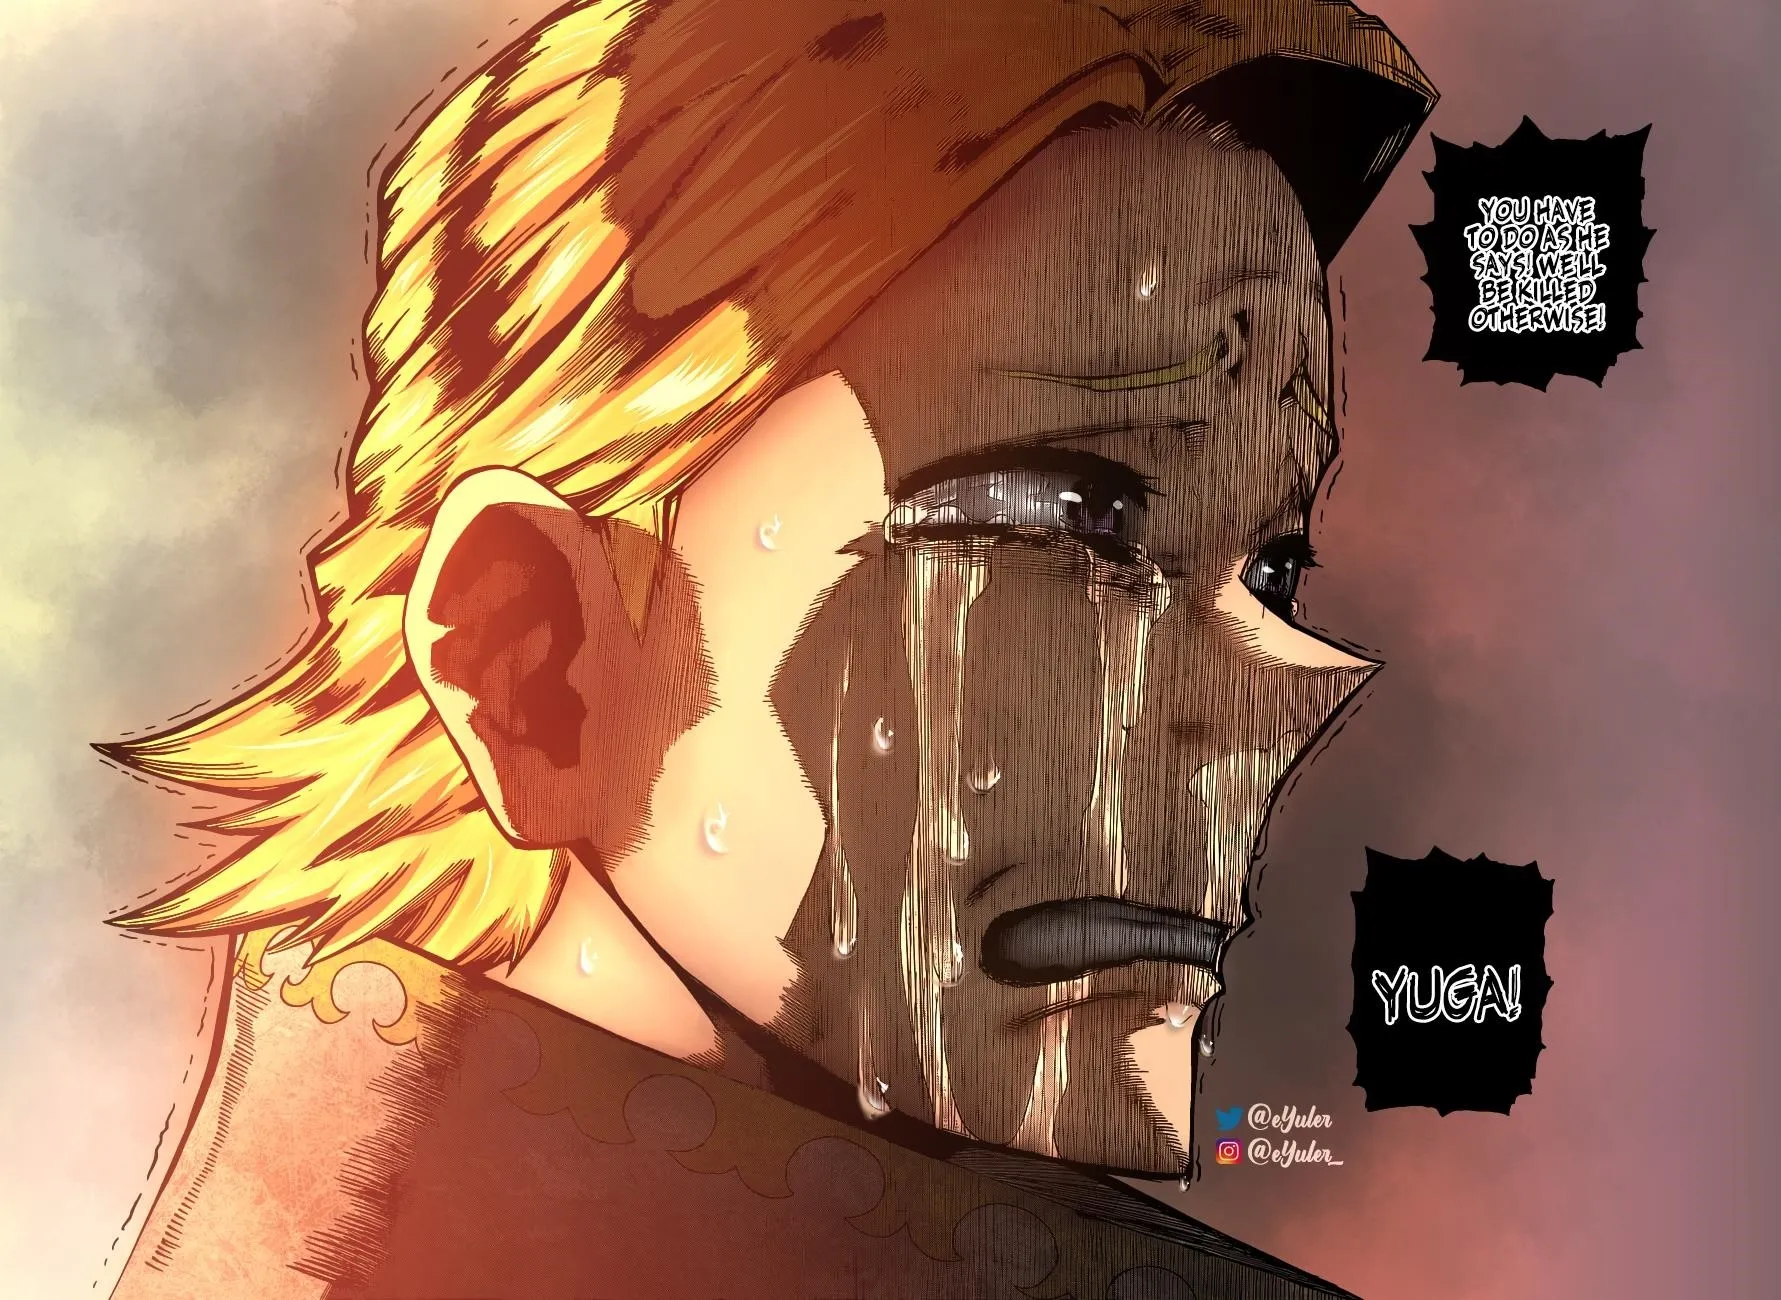 YOU HAVE
TO DO AS HE
SAYS! WE'LL
BE KILLED
OTHERWISE!
YUGA!
@eYuler
@eYuler_